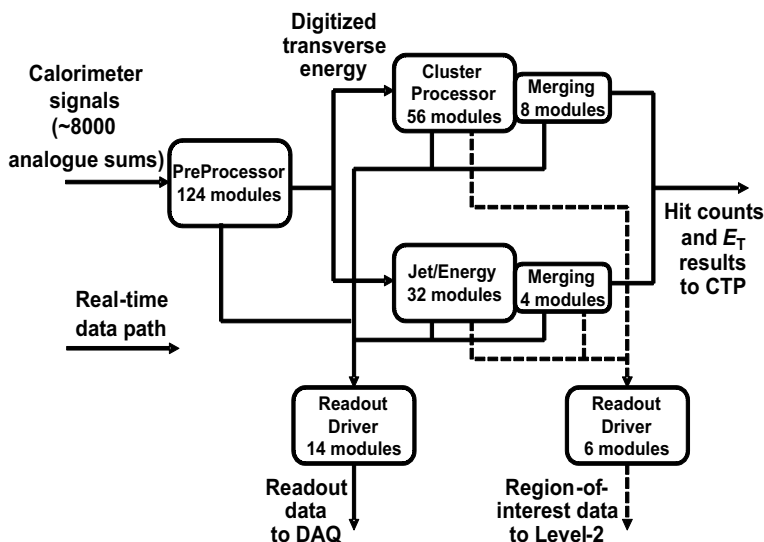 Digitized
transverse
energy
Calorimeter
signals
(~8000
analogue sums)
PreProcessor
124 modules
Cluster
Processor
56 modules
Merging
8 modules
Hit counts
and ET
results
to CTP
Jet/Energy
32 modules
Merging
4 modules
Real-time
data path
Readout
Driver
14 modules
Readout
Driver
6 modules
Readout
data
to DAQ
Region-of-
interest data
to Level-2